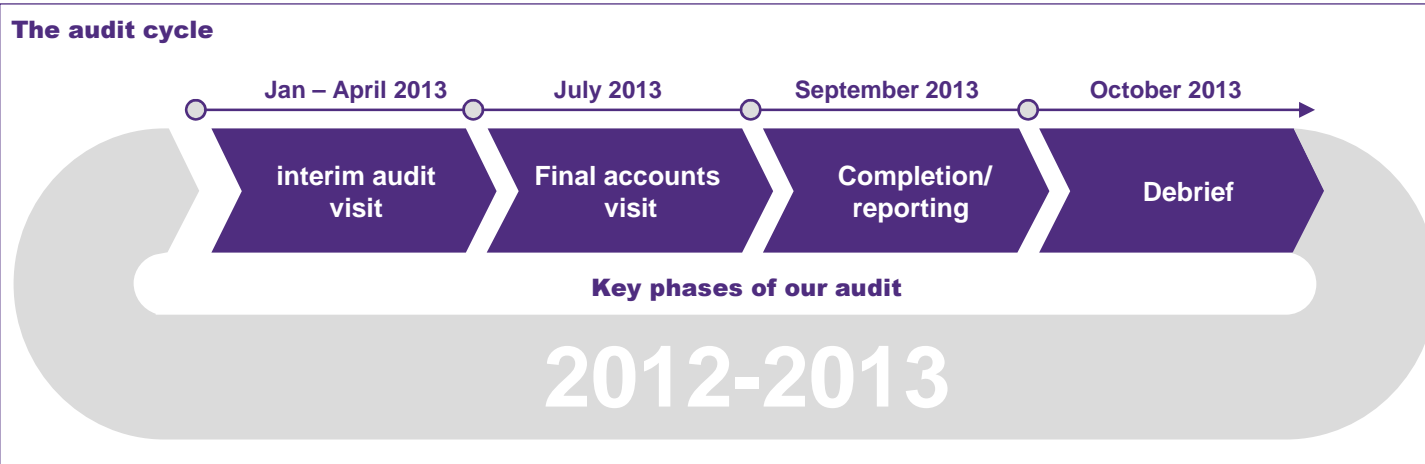 The audit cycle
Jan – April 2013
July 2013
September 2013
October 2013
interim audit
visit
Final accounts
visit
Completion/
reporting
Debrief
Key phases of our audit
2012-2013